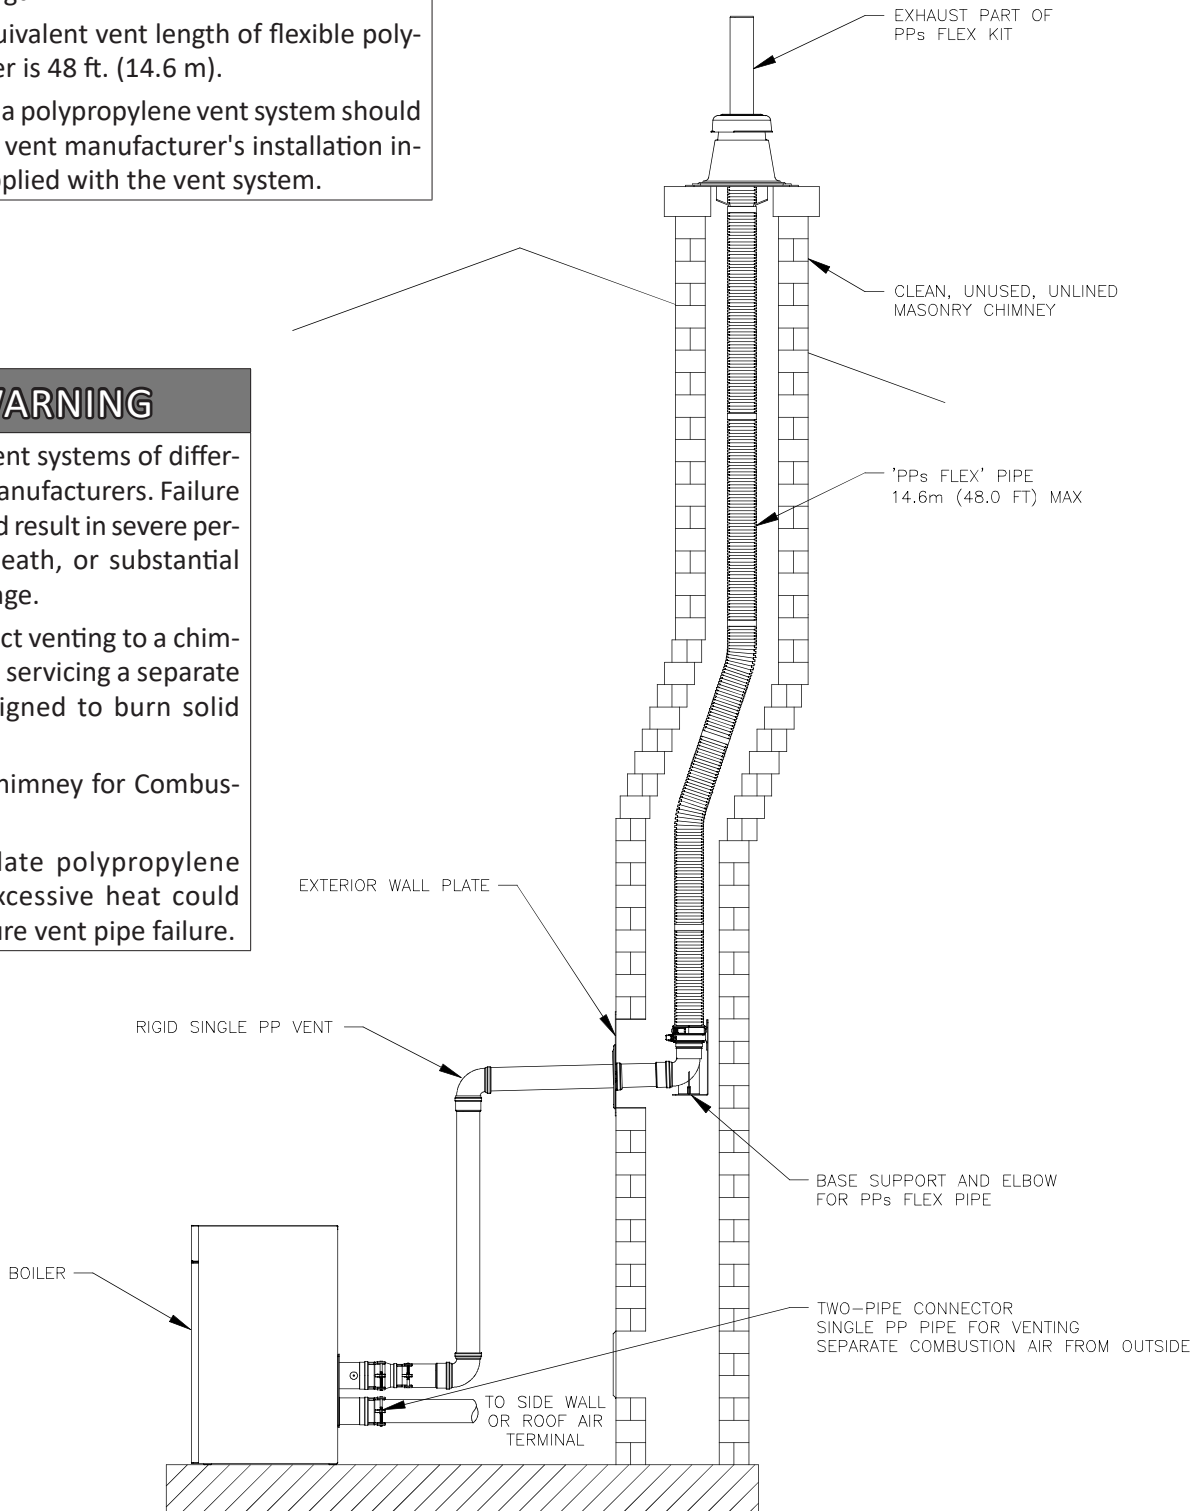 uivalent vent length of flexible poly-
er is 48 ft. (14.6 m).
a polypropylene vent system should
vent manufacturer's installation in-
pplied with the vent system.
EXHAUST PART OF
PPs FLEX KIT
CLEAN, UNUSED, UNLINED
MASONRY CHIMNEY
WARNING
ent systems of differ-
anufacturers. Failure
d result in severe per-
eath, or substantial
age.
ct venting to a chim-
servicing a separate
igned to burn solid
himney for Combus-
late polypropylene
xcessive heat could
ure vent pipe failure.
'PPs FLEX' PIPE
14.6m (48.0 FT) MAX
EXTERIOR WALL PLATE
RIGID SINGLE PP VENT
BASE SUPPORT AND ELBOW
FOR PPs FLEX PIPE
BOILER
TWO-PIPE CONNECTOR
SINGLE PP PIPE FOR VENTING
SEPARATE COMBUSTION AIR FROM OUTSIDE
TO SIDE WALL
OR ROOF AIR
TERMINAL